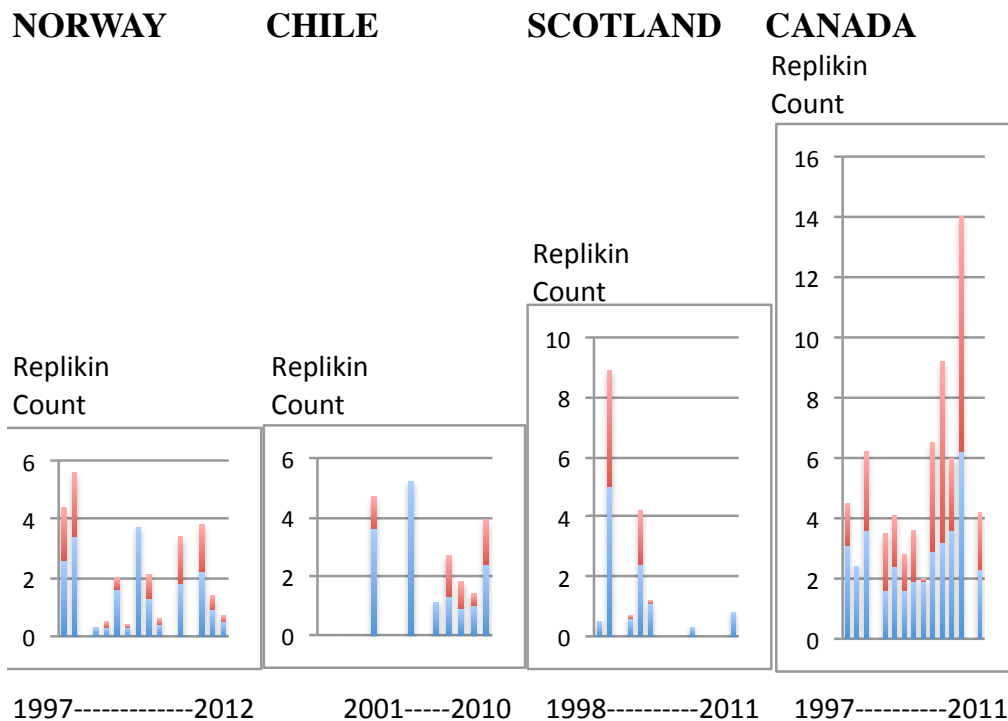 NORWAY CHILE SCOTLAND CANADA
Replikin
Count
16
14
12
10
8
6
4
2
0
Replikin
Count
10
8
6
4
2
0
Replikin
Count
6
4
2
0
Replikin
Count
6
4
2
0
1997--------------2012 2001-----2010 1998-------2011 1997----------2011